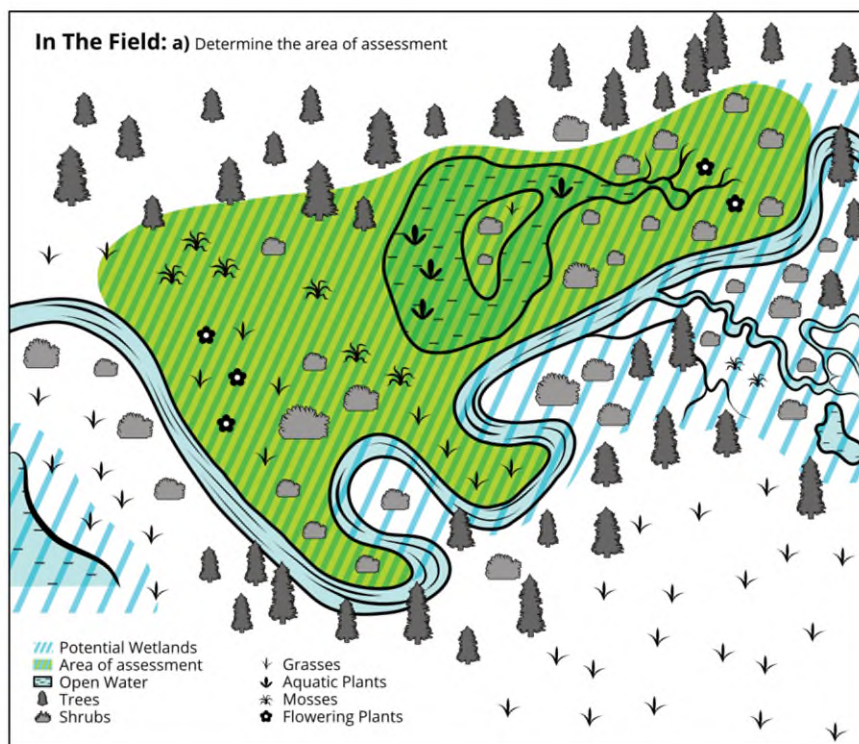 In The Field: a) Determine the area of assessment
Potential Wetlands
Area of assessment
Open Water
Trees
Shrubs
Grasses
Aquatic Plants
Mosses
Flowering Plants